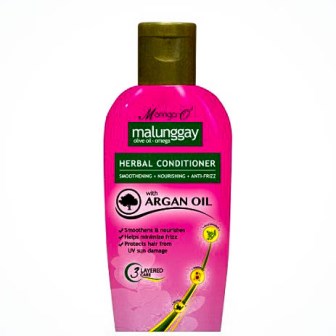 Moringa-O²
malunggay
olive oil • omega
HERBAL CONDITIONER
SMOOTHENING • NOURISHING • ANTI-FRIZZ
with
ARGAN OIL
Smoothens & nourishes
Helps minimize frizz
Protects hair from
UV sun damage
3 LAYERED
CARE